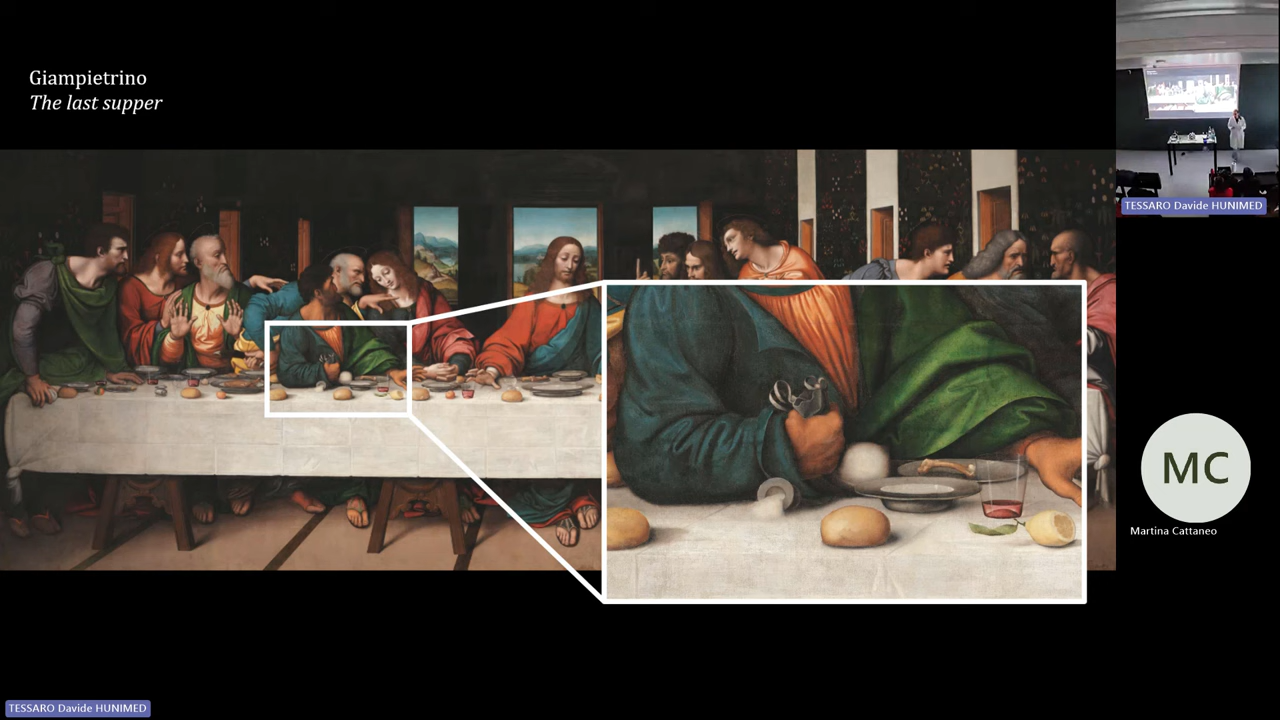 Giampietrino
The last supper
TESSARO Davide HUNIMED
MC
Martina Cattaneo
TESSARO Davide HUNIMED